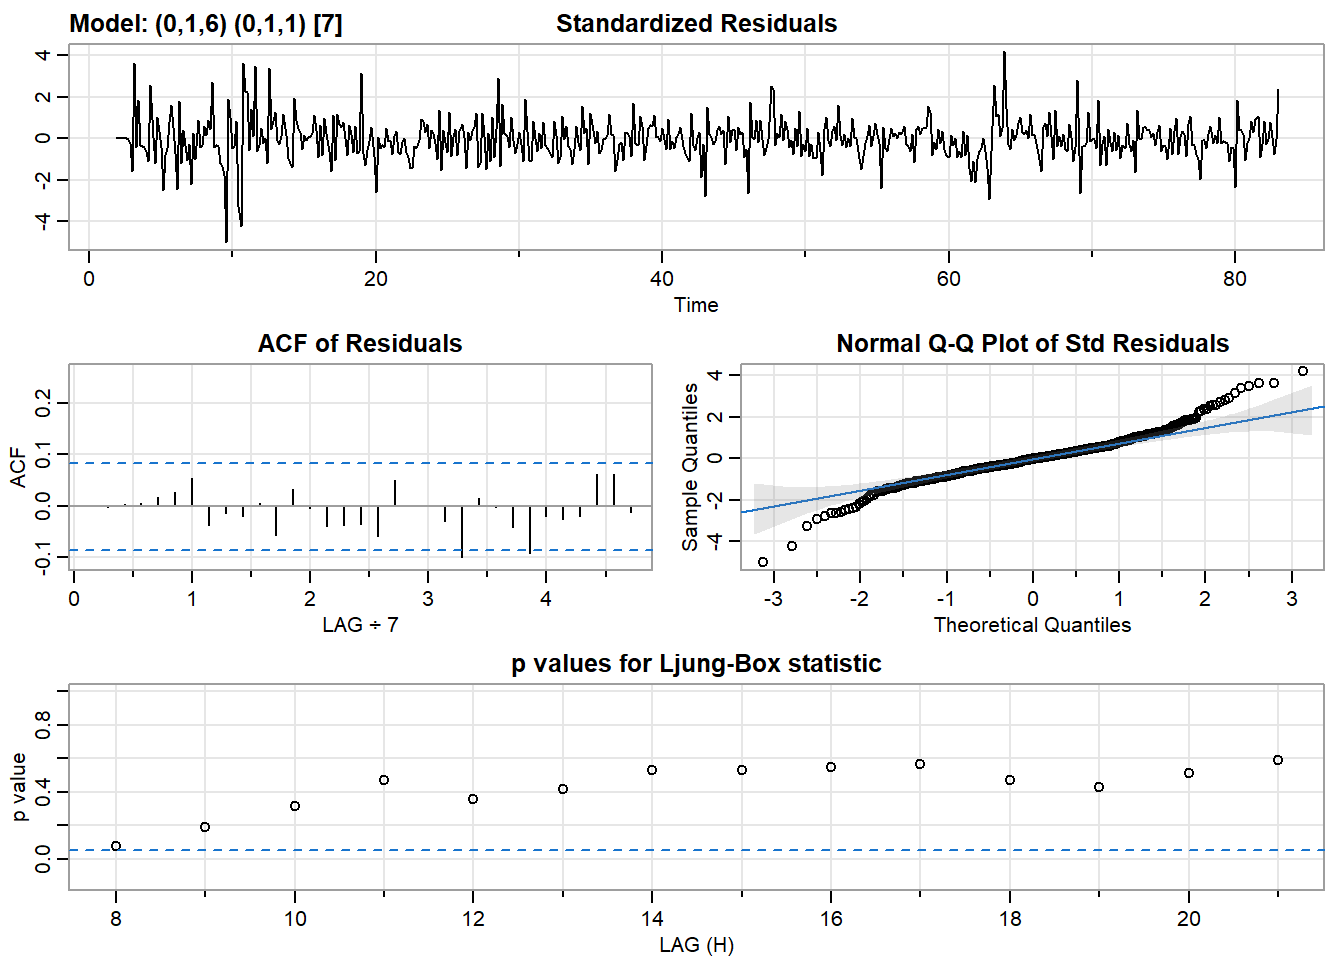 Model: (0,1,6) (0,1,1) [7] Standardized Residuals
4
2
0
-2
-4
0 20 40 60 80
Time
ACF of Residuals
ACF
0.2
0.1
0.0
-0.1
0 1 2 3 4
LAG ÷ 7
Normal Q-Q Plot of Std Residuals
Sample Quantiles
4
2
0
-2
-4
-3 -2 -1 0 1 2 3
Theoretical Quantiles
p values for Ljung-Box statistic
p value
0.8
0.4
0.0
8 10 12 14 16 18 20
LAG (H)